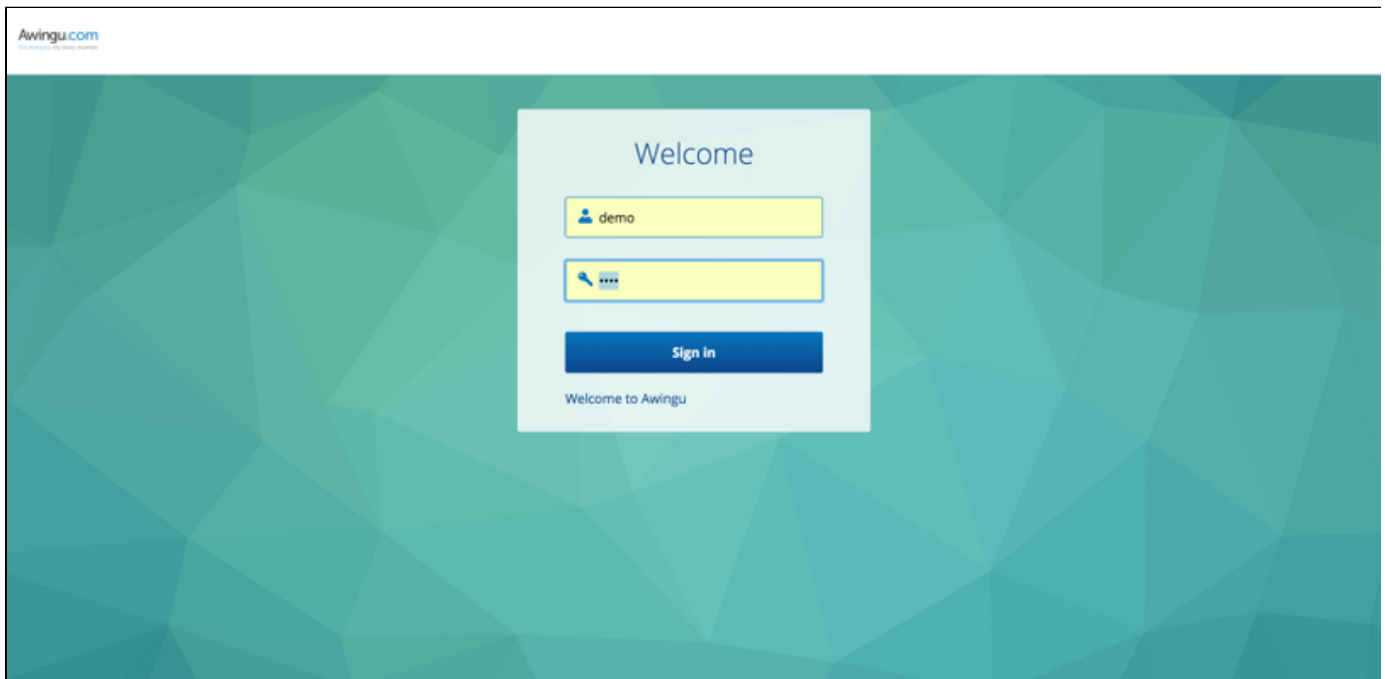 Awingu.com
Welcome
demo
••••
Sign in
Welcome to Awingu